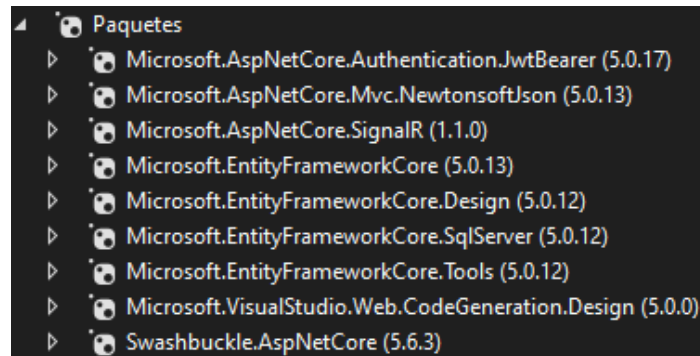 Paquetes
Microsoft.AspNetCore.Authentication.JwtBearer (5.0.17)
Microsoft.AspNetCore.Mvc.NewtonsoftJson (5.0.13)
Microsoft.AspNetCore.SignalR (1.1.0)
Microsoft.EntityFrameworkCore (5.0.13)
Microsoft.EntityFrameworkCore.Design (5.0.12)
Microsoft.EntityFrameworkCore.SqlServer (5.0.12)
Microsoft.EntityFrameworkCore.Tools (5.0.12)
Microsoft.VisualStudio.Web.CodeGeneration.Design (5.0.0)
Swashbuckle.AspNetCore (5.6.3)